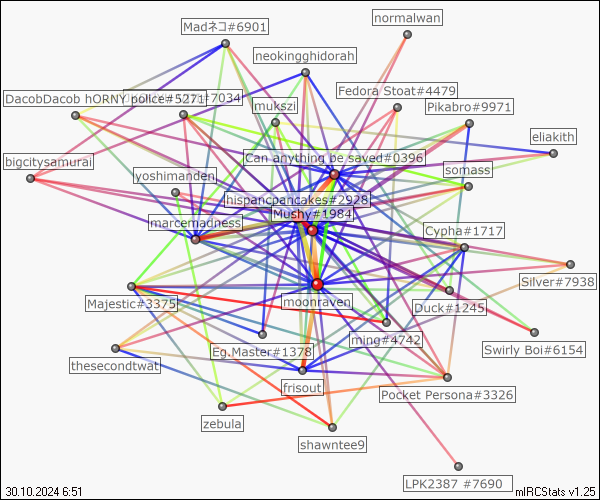 normalwan
Madネコ#6901
neokingghidorah
Fedora Stoat#4479
DacobDacob hORNY police#5271
#7034
mukszi
Pikabro#9971
eliakith
bigcitysamurai
Can anything be saved#0396
somass
yoshimanden
hispancpancakes#2928
Mushy#1984
marcemadness
Cypha#1717
Silver#7938
Majestic#3375
moonraven
Duck#1245
ming#4742
Swirly Boi#6154
Eg.Master#1378
thesecondtwat
frisout
Pocket Persona#3326
zebula
shawntee9
LPK2387 #7690
30.10.2024 6:51
mIRCStats v1.25